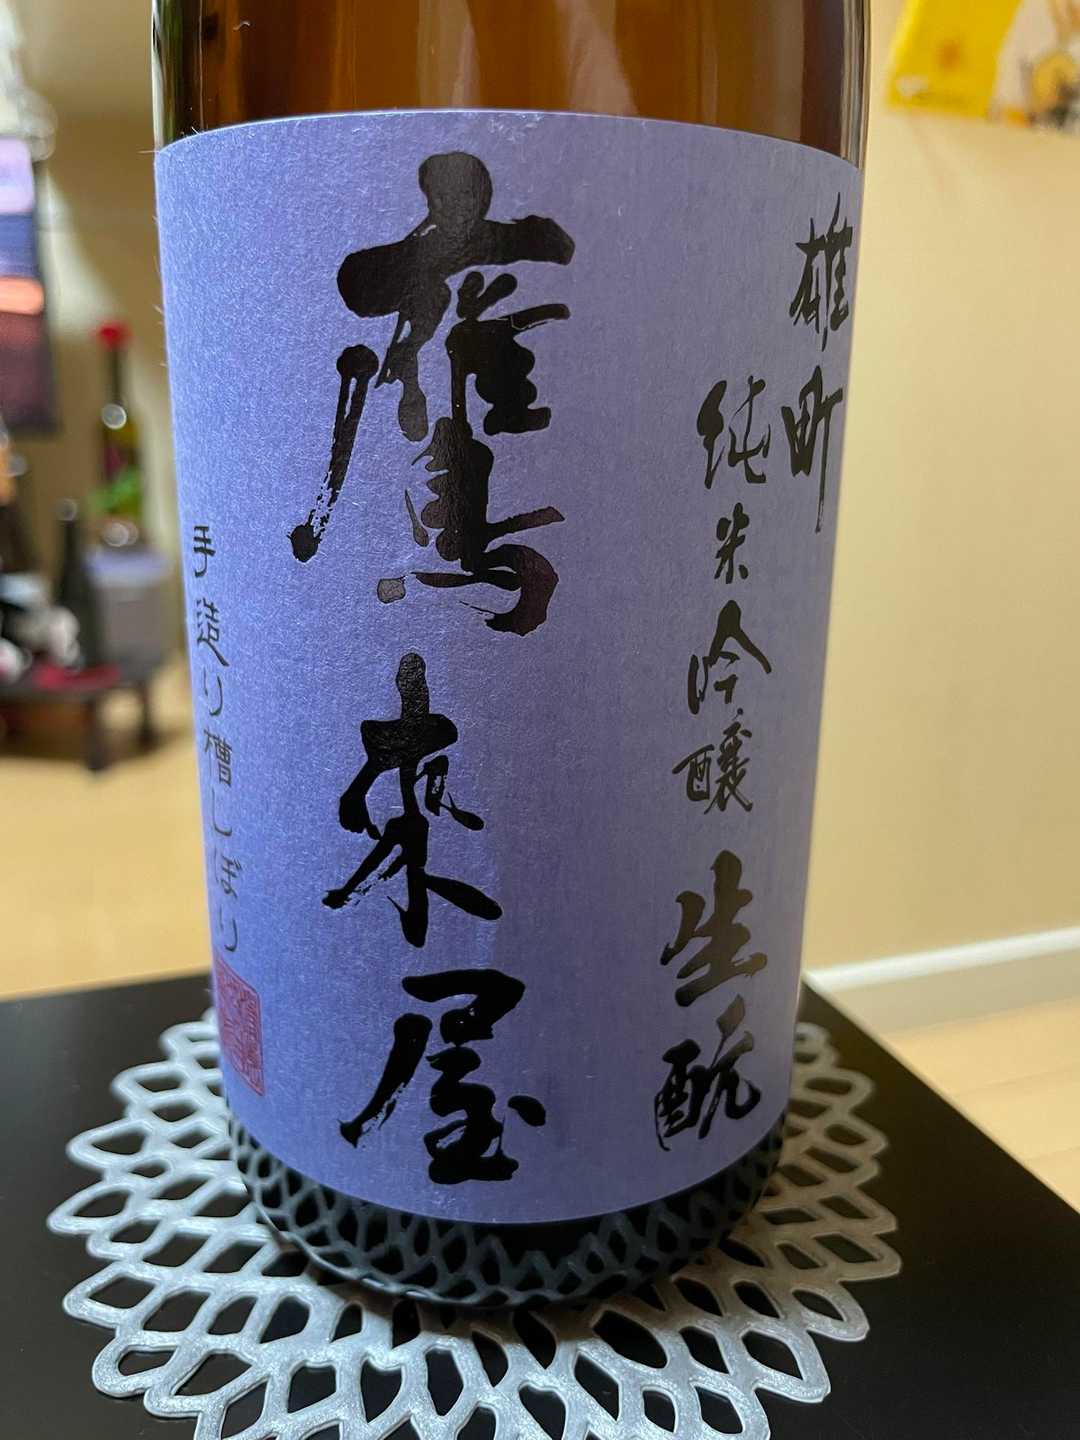 雄町
純米吟醸生酛
鷹來屋
手造り槽しぼり